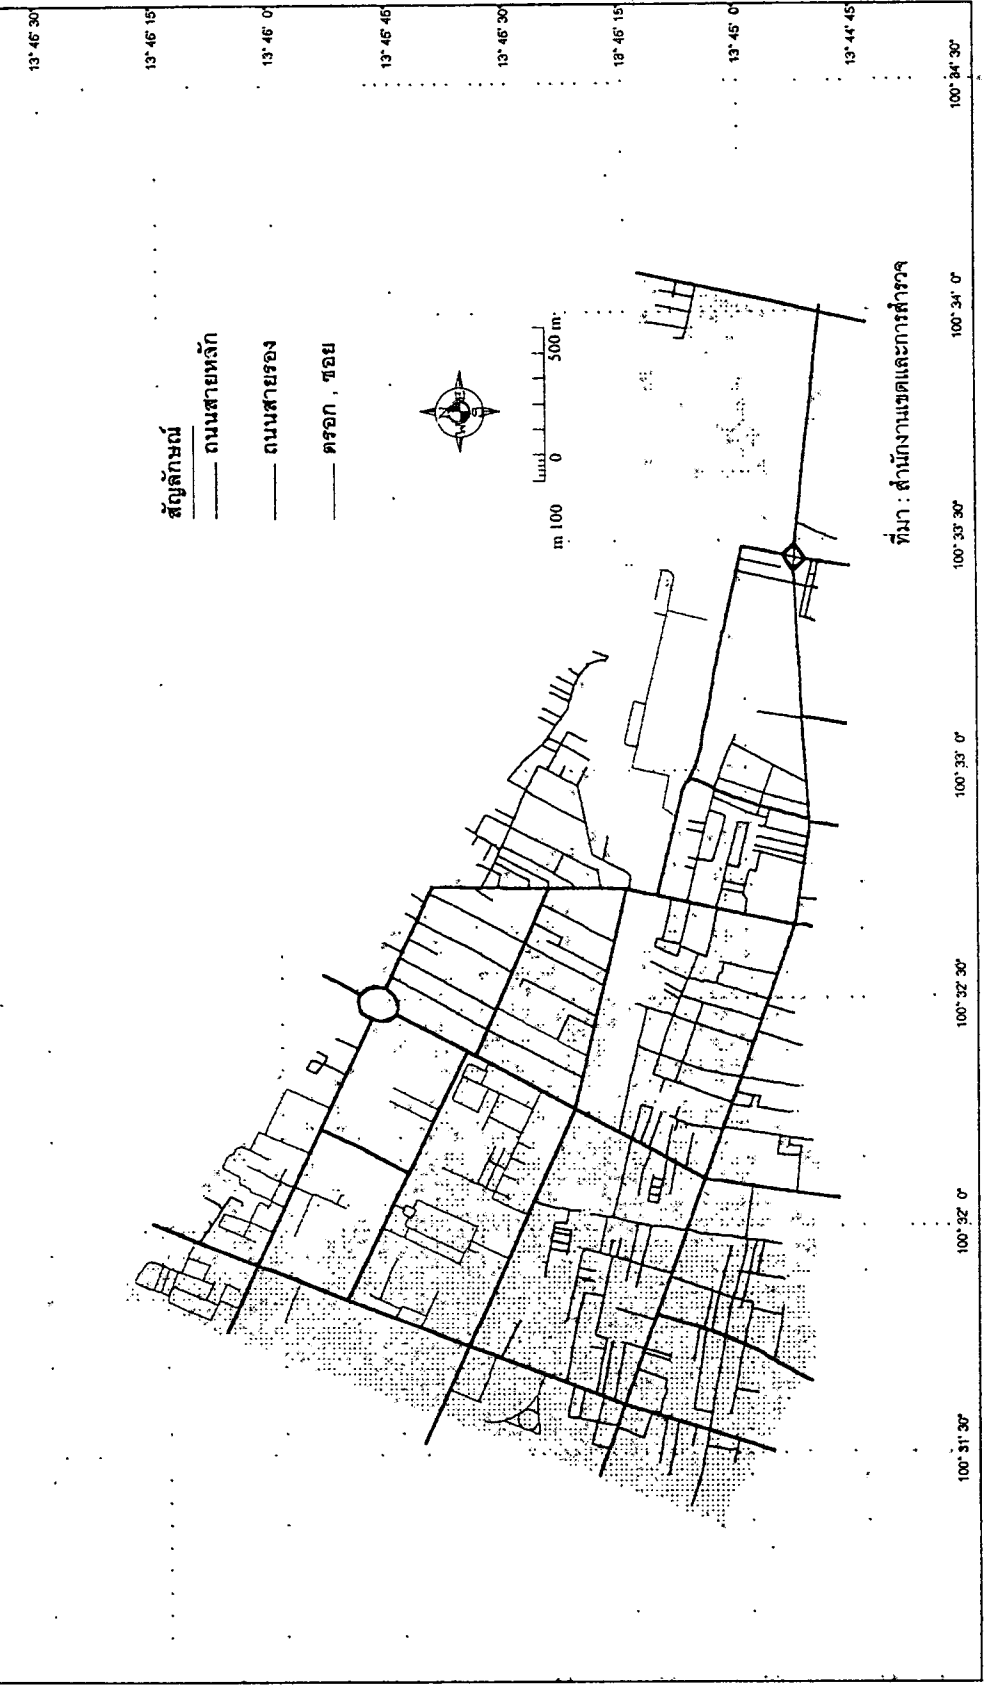 13° 46' 30"
13° 46' 15"
13° 46' 0"
13° 45' 45"
13° 45' 15"
13° 45' 0"
13° 44' 45"
สัญลักษณ์
ถนนสายหลัก
ถนนสายรอง
ตรอก , ซอย
N
m 100 0 500 m.
100° 31' 30"
100° 32' 0"
100° 32' 30"
100° 33' 0"
100° 33' 30"
100° 34' 0"
100° 34' 30"
ที่มา : สำนักงานเขตและการสำรวจ